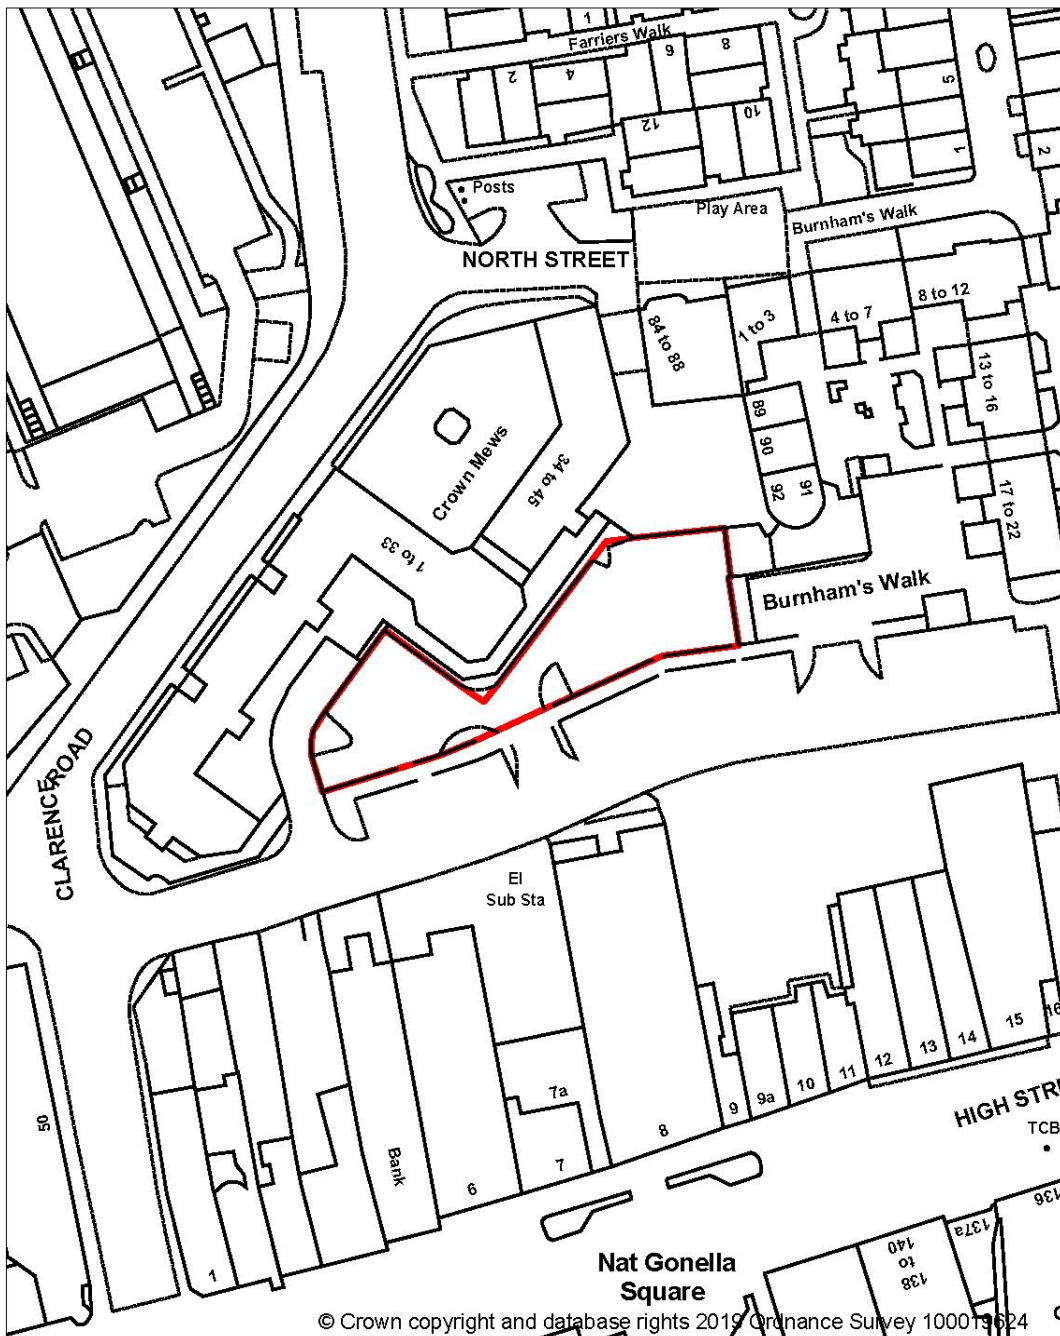 1
Farriers Walk
2
4
6
8
5
12
10
1
2
Posts
Play Area
Burnham's Walk
NORTH STREET
84 to 88
1 to 3
4 to 7
8 to 12
13 to 16
89
90
92
91
Crown Mews
34 to 45
17 to 22
1 to 33
Burnham's Walk
CLARENCE ROAD
El
Sub Sta
50
15
14
13
12
11
10
9a
9
8
7a
7
6
Bank
1
HIGH STRE
TCB
136
137a
138
to
140
Nat Gonella
Square
© Crown copyright and database rights 2019 Ordnance Survey 100019624